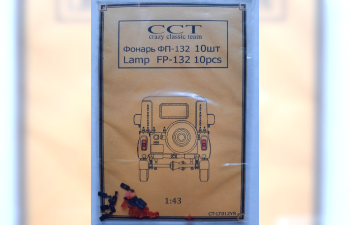 CCT
crazy classic team
Фонарь ФП-132 10шт
Lamp FP-132 10pcs
1:43